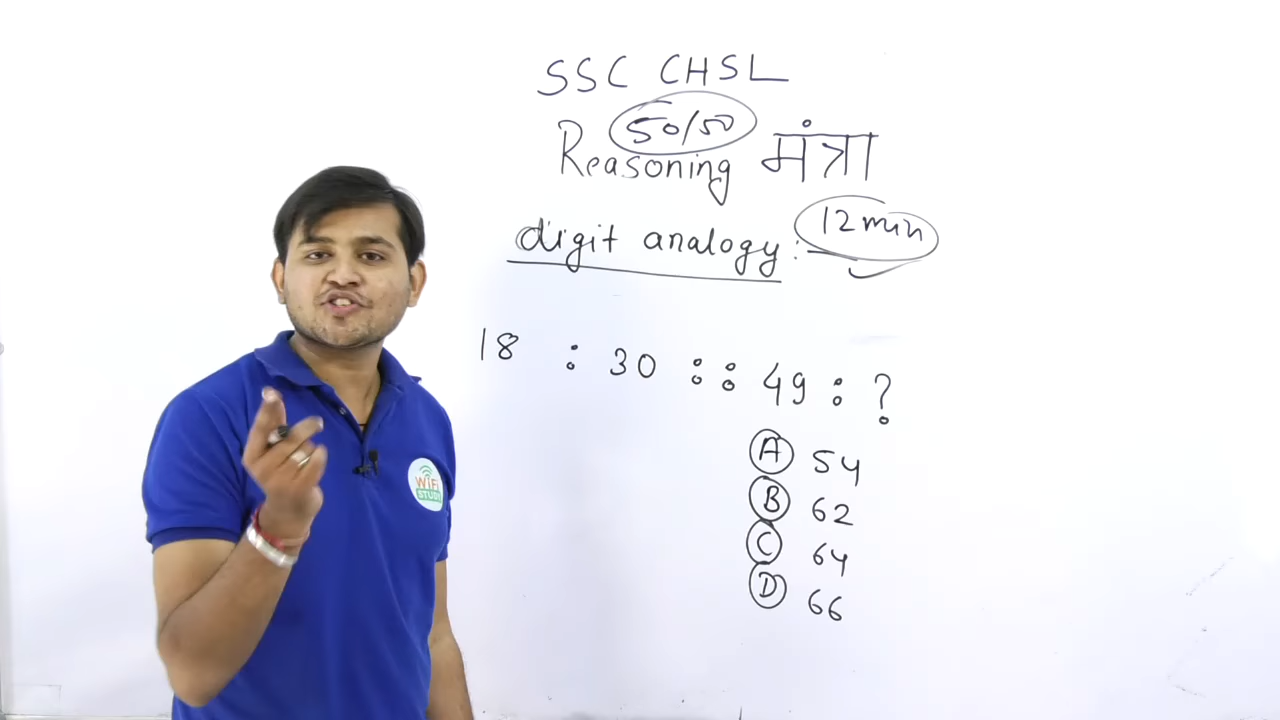 SSC CHSL
50/50
Reasoning मंत्रा
digit analogy :- 12 min
18 : 30 :: 49 : ?
A 54
B 62
C 64
D 66
WiFi
STUDY